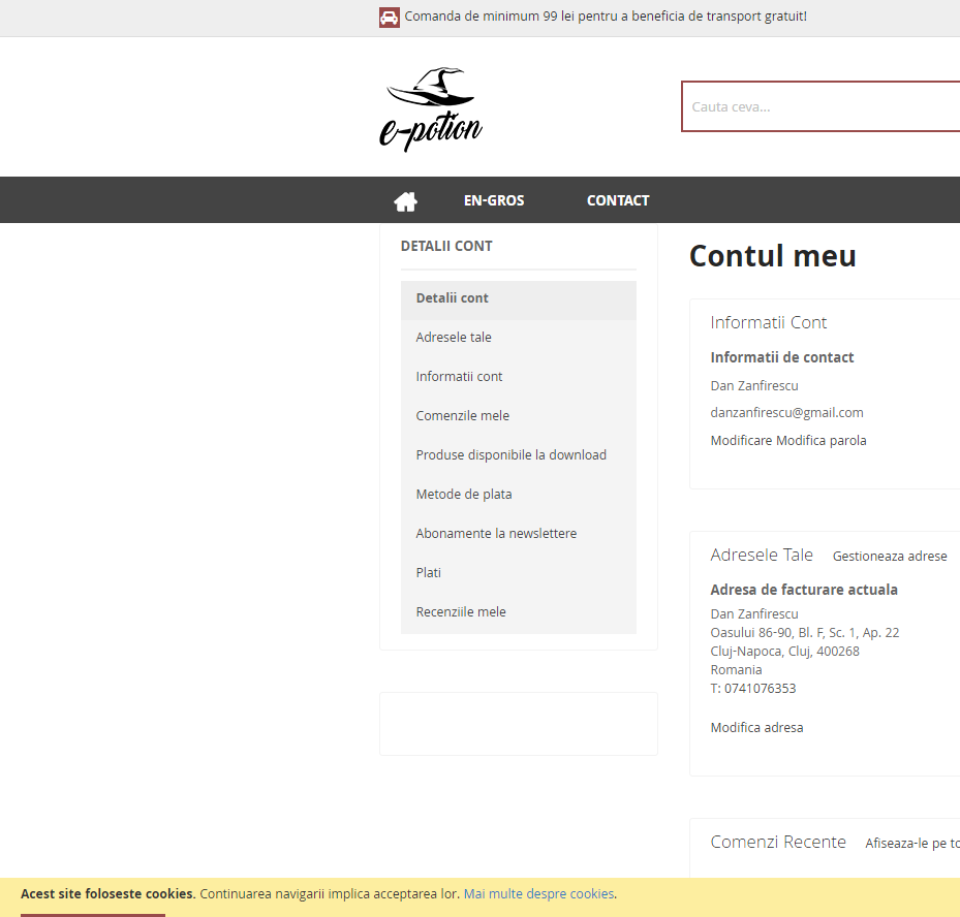 Comanda de minimum 99 lei pentru a beneficia de transport gratuit!
e-potion
Cauta ceva...
EN-GROS
CONTACT
DETALII CONT
Detalii cont
Adresele tale
Informatii cont
Comenzile mele
Produse disponibile la download
Metode de plata
Abonamente la newslettere
Plati
Recenziile mele
Contul meu
Informatii Cont
Informatii de contact
Dan Zanfirescu
danzanfirescu@gmail.com
Modificare Modifica parola
Adresele Tale Gestioneaza adrese
Adresa de facturare actuala
Dan Zanfirescu
Oasului 86-90, Bl. F, Sc. 1, Ap. 22
Cluj-Napoca, Cluj, 400268
Romania
T: 0741076353
Modifica adresa
Comenzi Recente Afiseaza-le pe
Acest site foloseste cookies. Continuarea navigarii implica acceptarea lor. Mai multe despre cookies.